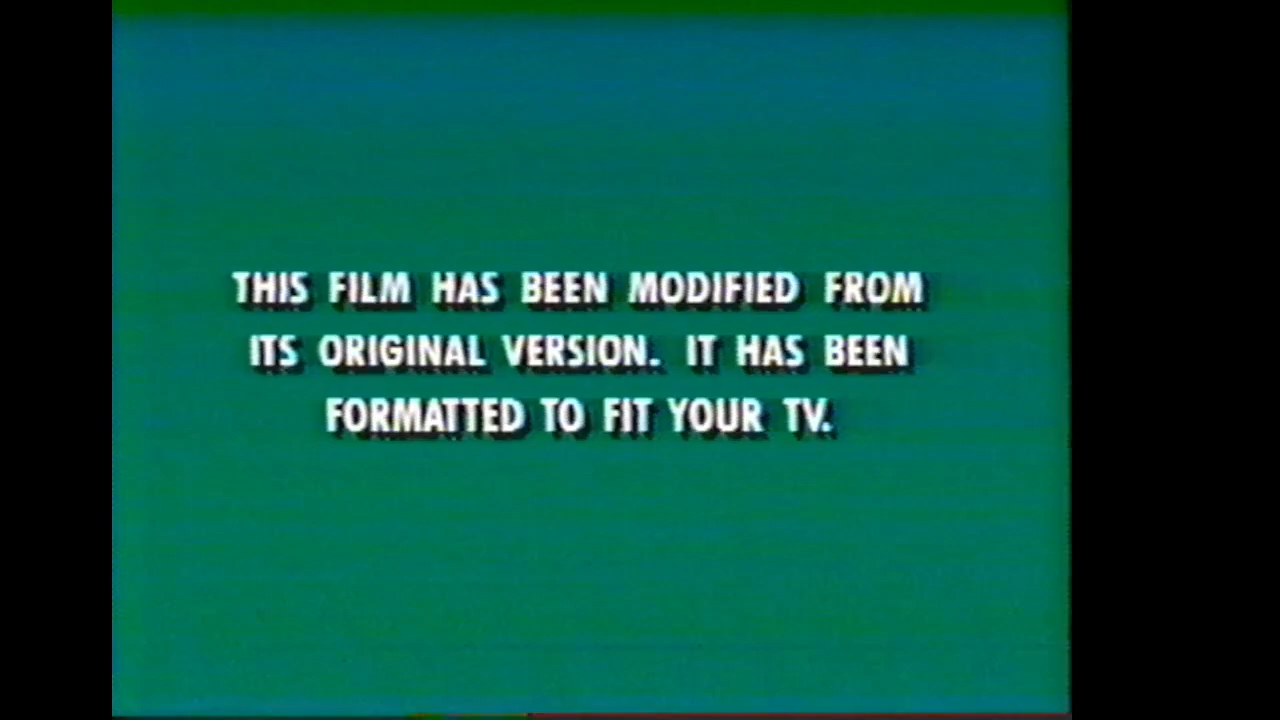 THIS FILM HAS BEEN MODIFIED FROM
ITS ORIGINAL VERSION. IT HAS BEEN
FORMATTED TO FIT YOUR TV.